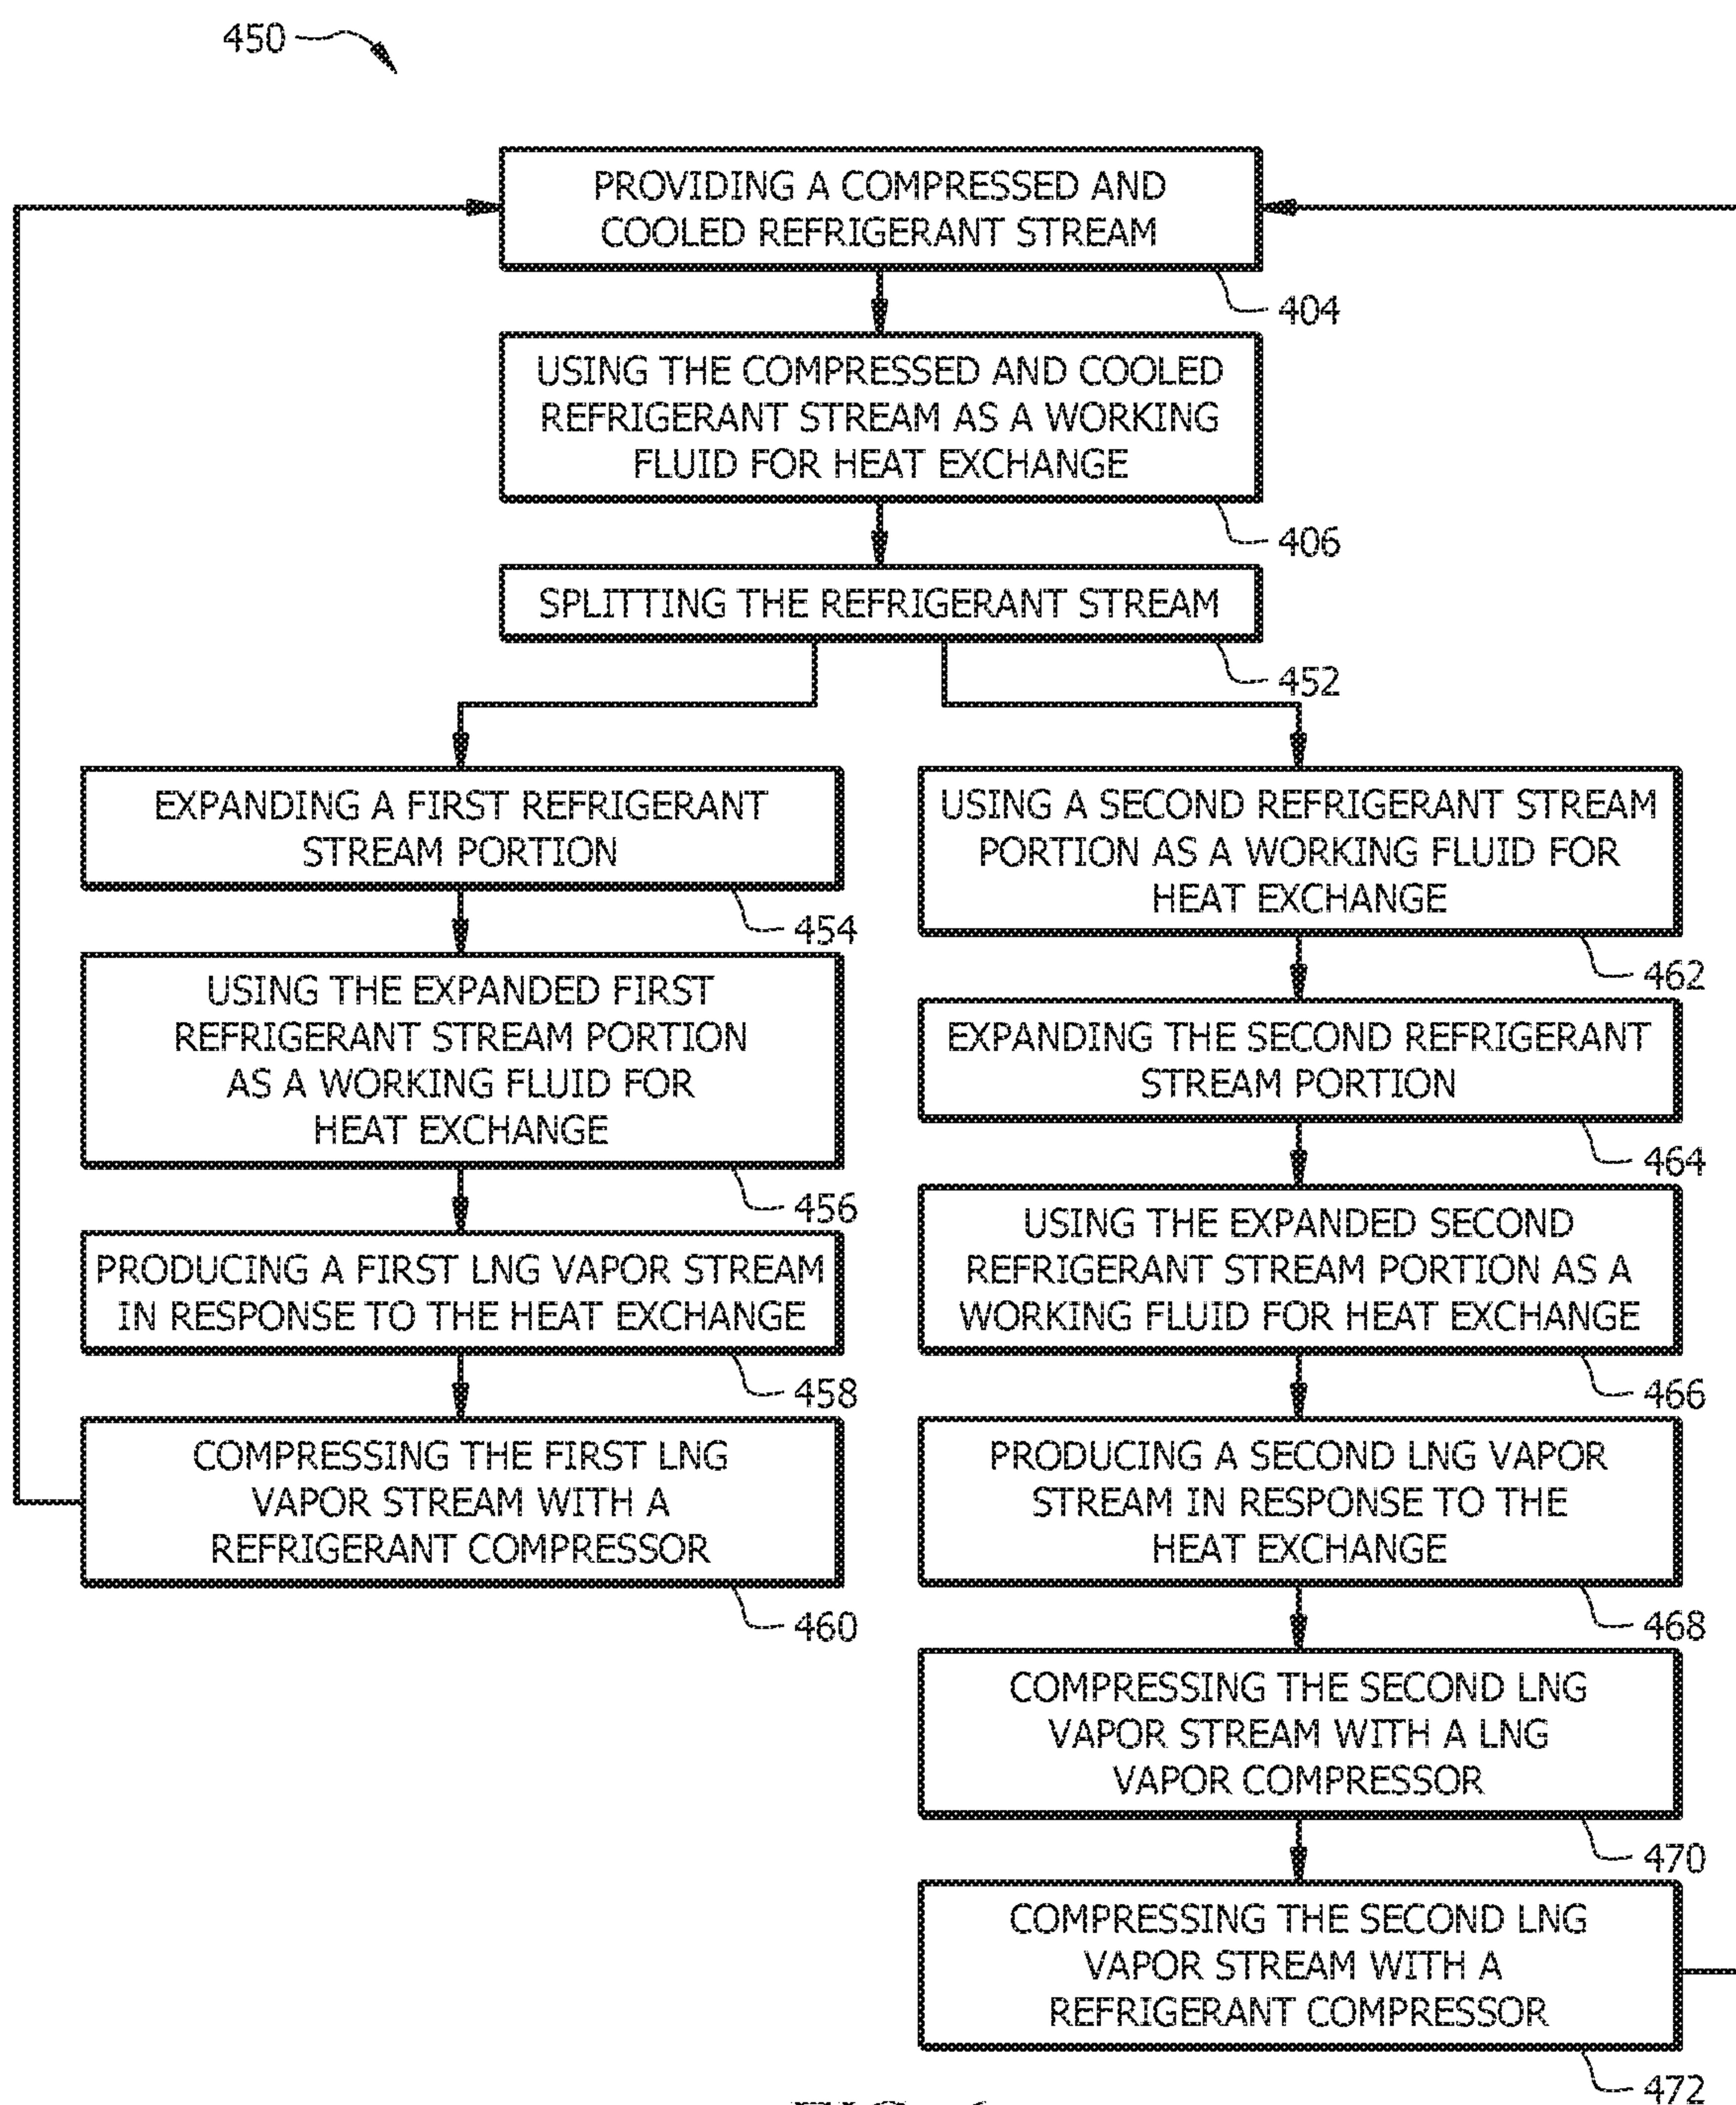 450
PROVIDING A COMPRESSED AND
COOLED REFRIGERANT STREAM
404
USING THE COMPRESSED AND COOLED
REFRIGERANT STREAM AS A WORKING
FLUID FOR HEAT EXCHANGE
406
SPLITTING THE REFRIGERANT STREAM
452
EXPANDING A FIRST REFRIGERANT
STREAM PORTION
454
USING THE EXPANDED FIRST
REFRIGERANT STREAM PORTION
AS A WORKING FLUID FOR
HEAT EXCHANGE
456
PRODUCING A FIRST LNG VAPOR STREAM
IN RESPONSE TO THE HEAT EXCHANGE
458
COMPRESSING THE FIRST LNG
VAPOR STREAM WITH A
REFRIGERANT COMPRESSOR
460
USING A SECOND REFRIGERANT STREAM
PORTION AS A WORKING FLUID FOR
HEAT EXCHANGE
462
EXPANDING THE SECOND REFRIGERANT
STREAM PORTION
464
USING THE EXPANDED SECOND
REFRIGERANT STREAM PORTION AS A
WORKING FLUID FOR HEAT EXCHANGE
466
PRODUCING A SECOND LNG VAPOR
STREAM IN RESPONSE TO THE
HEAT EXCHANGE
468
COMPRESSING THE SECOND LNG
VAPOR STREAM WITH A LNG
VAPOR COMPRESSOR
470
COMPRESSING THE SECOND LNG
VAPOR STREAM WITH A
REFRIGERANT COMPRESSOR
472